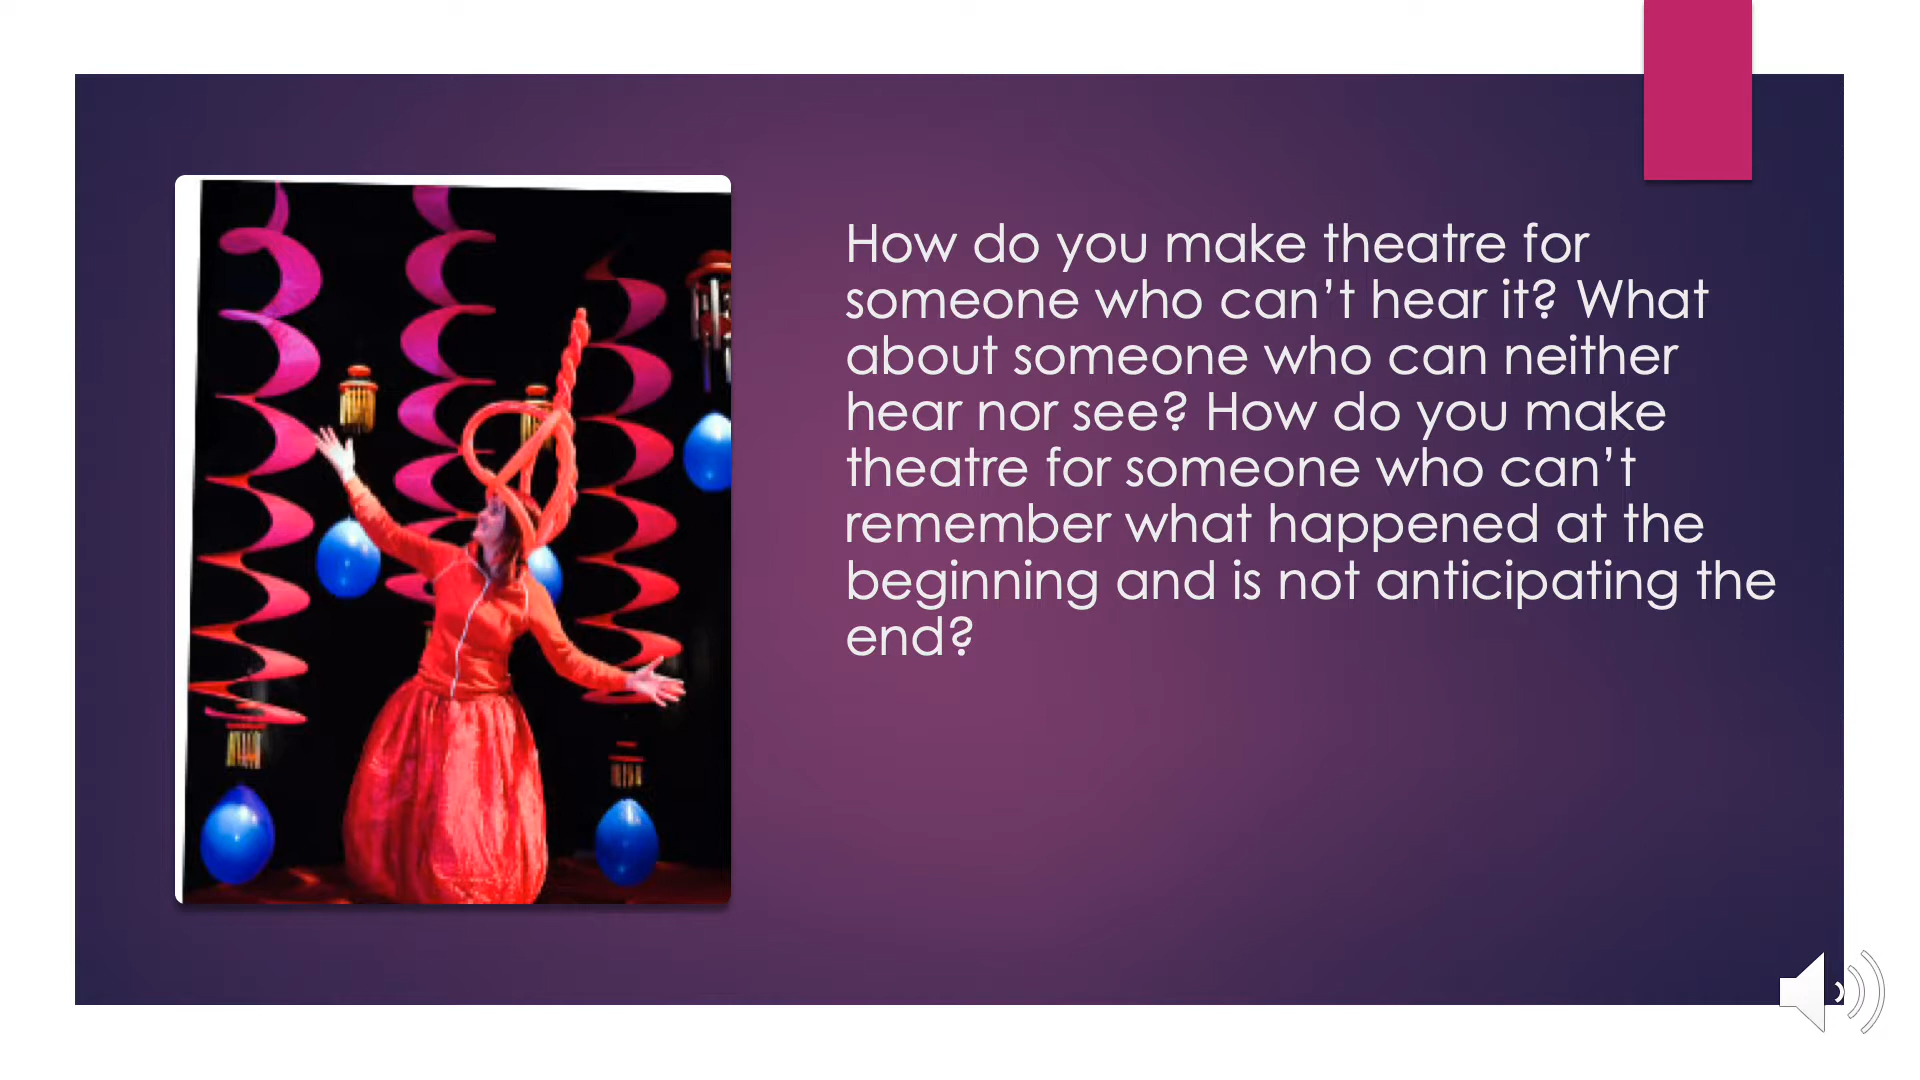 How do you make theatre for
someone who can’t hear it? What
about someone who can neither
hear nor see? How do you make
theatre for someone who can’t
remember what happened at the
beginning and is not anticipating the
end?